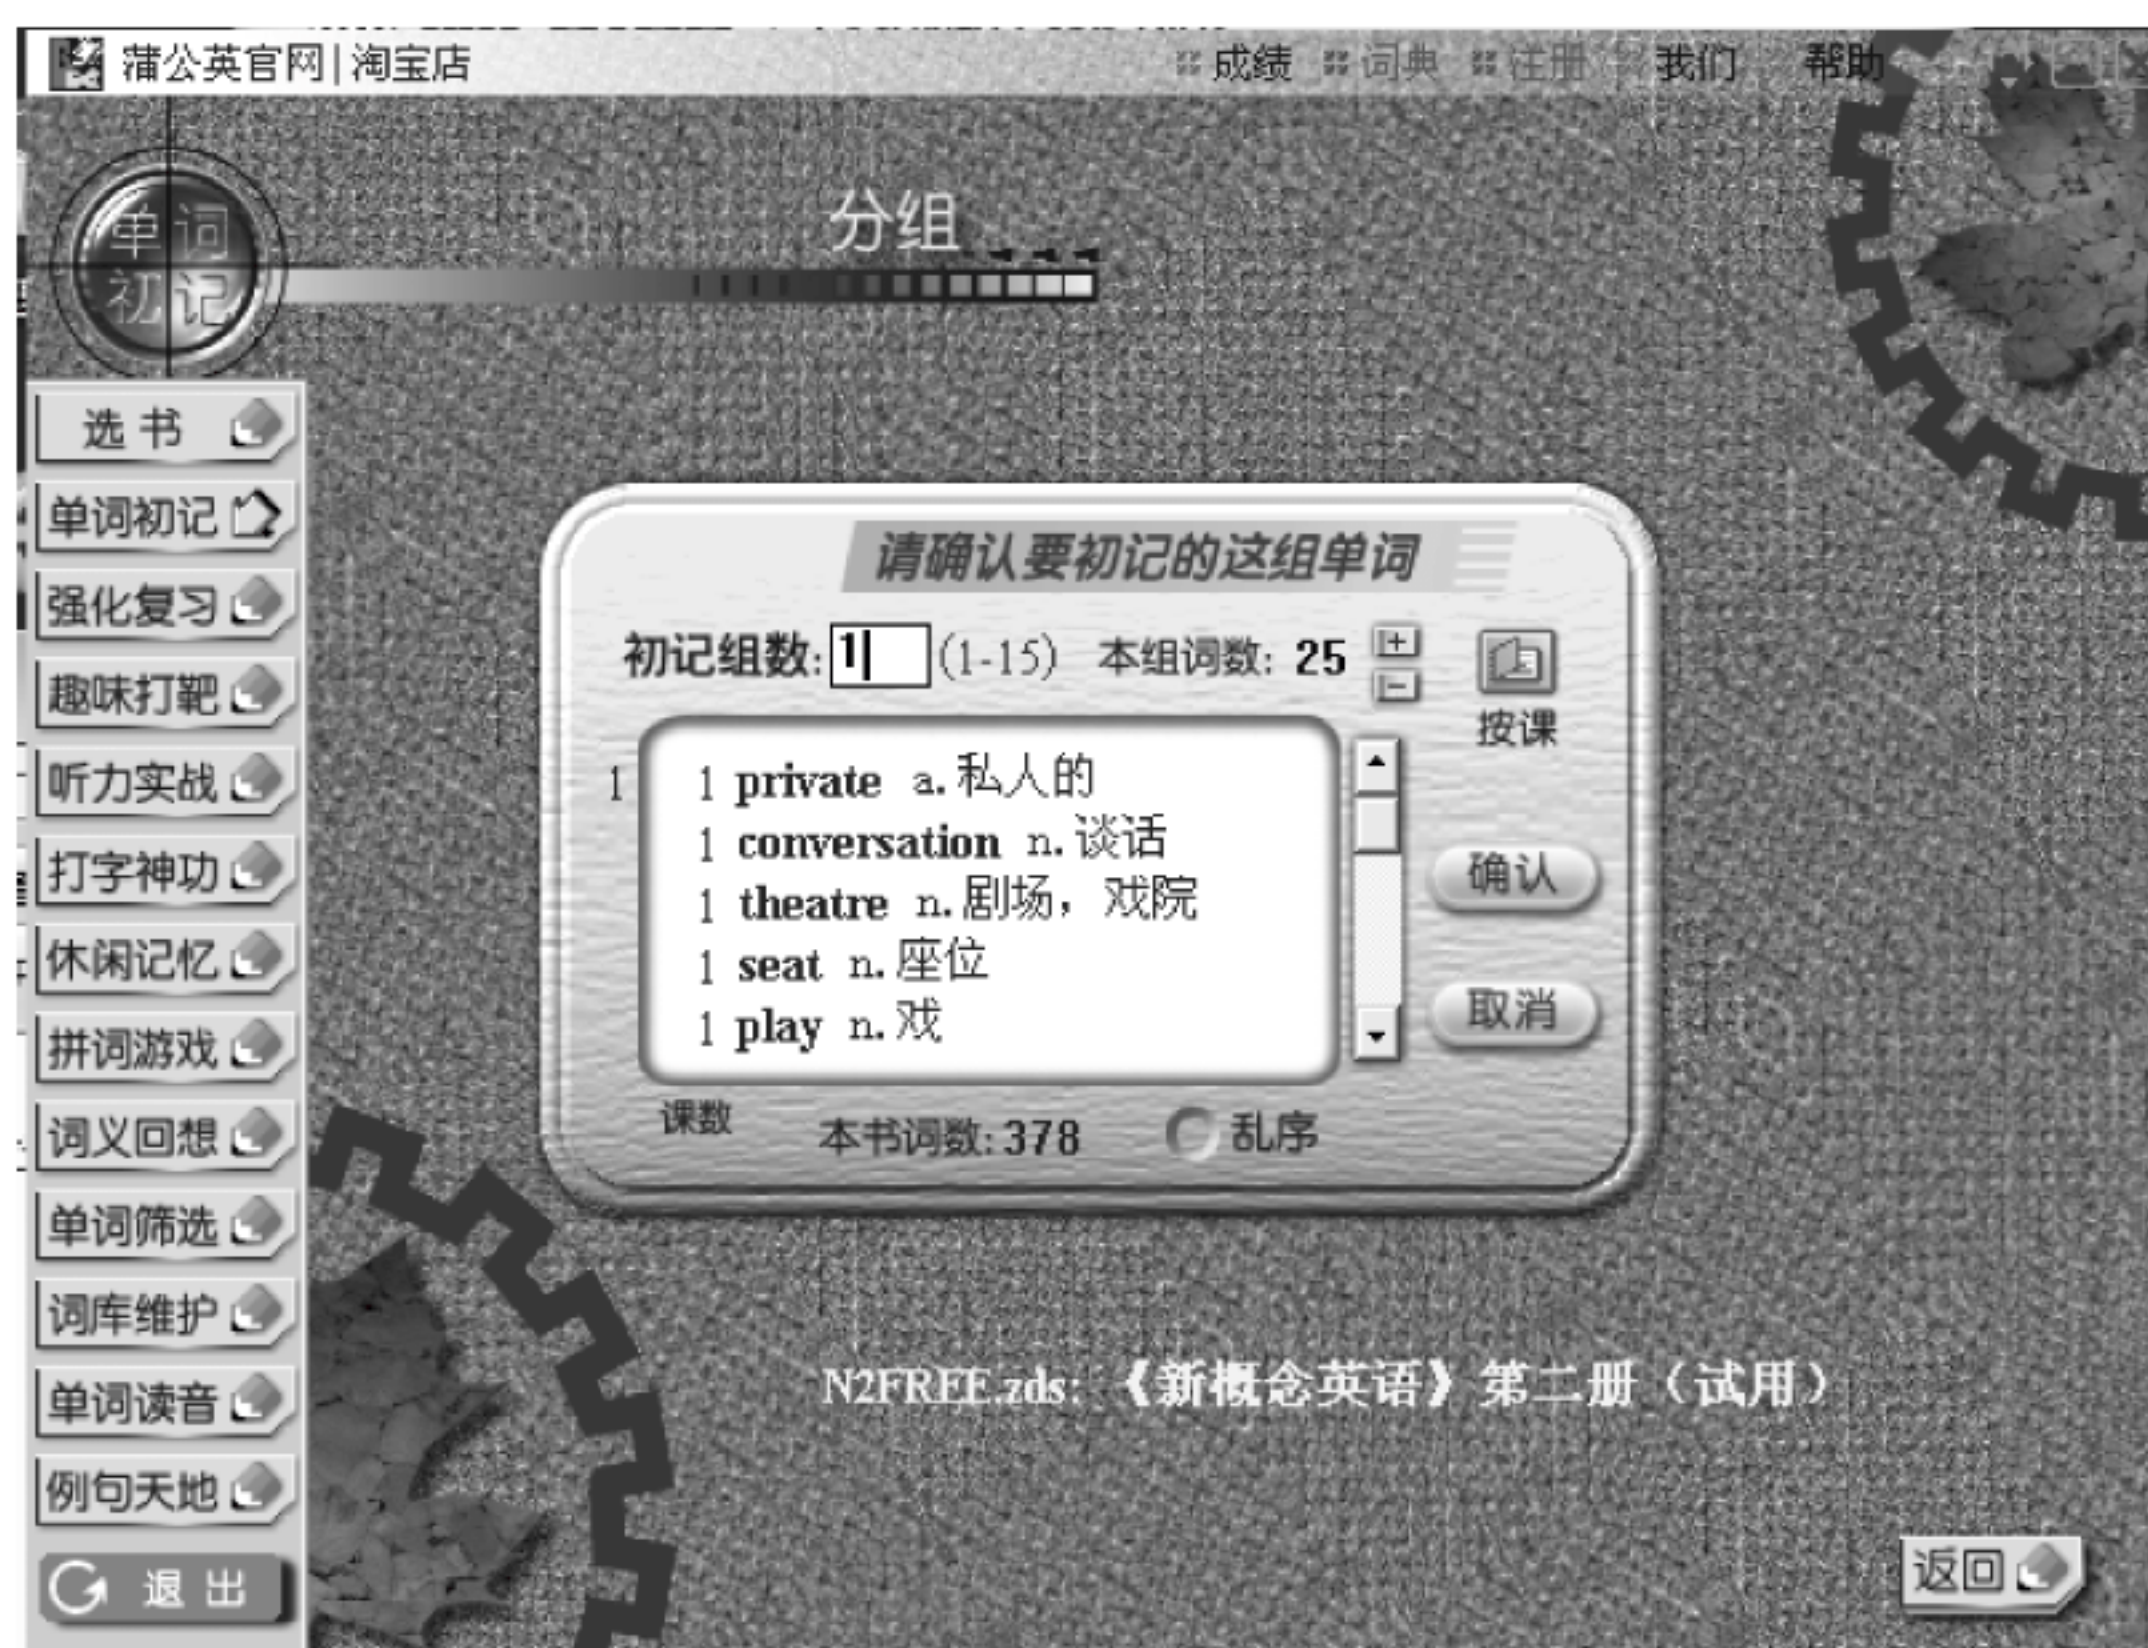 蒲公英官网|淘宝店
成绩 词典 注册 我们 帮助
单词
初记
分组
选书
单词初记
强化复习
趣味打靶
听力实战
打字神功
休闲记忆
拼词游戏
词义回想
单词筛选
词库维护
单词读音
例句天地
退出
请确认要初记的这组单词
初记组数: 1 (1-15) 本组词数: 25
按课
1 1 private a. 私人的
1 conversation n. 谈话
1 theatre n. 剧场，戏院
1 seat n. 座位
1 play n. 戏
确认
取消
课数 本书词数: 378 乱序
N2FREE.zds: 《新概念英语》第二册（试用）
返回